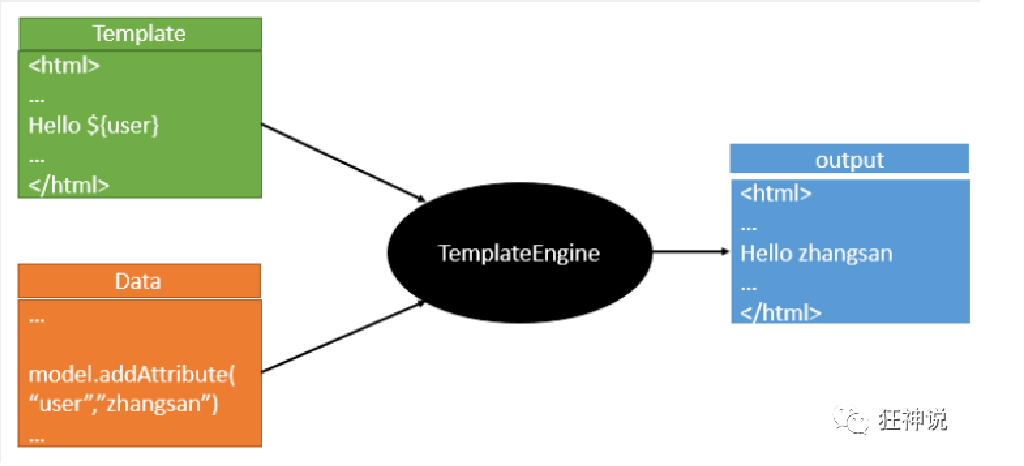 Template
<html>
...
Hello ${user}
...
</html>
Data
...
model.addAttribute(
“user”,”zhangsan”)
...
TemplateEngine
output
<html>
...
Hello zhangsan
...
</html>
狂神说